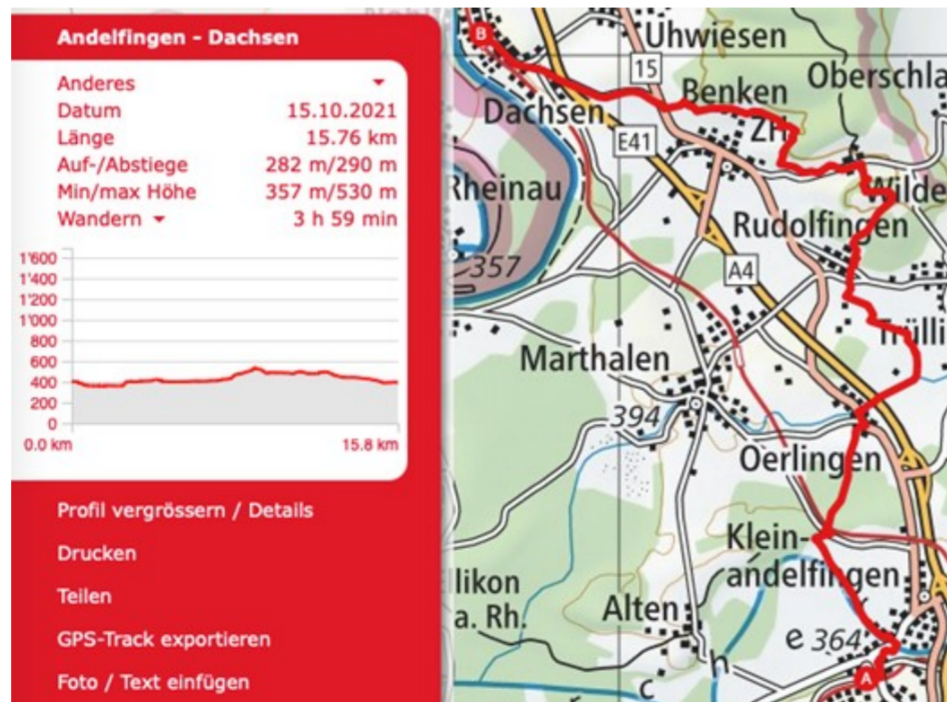 Andelfingen - Dachsen
Anderes
Datum 15.10.2021
Länge 15.76 km
Auf-/Abstiege 282 m/290 m
Min/max Höhe 357 m/530 m
Wandern 3 h 59 min
1'600
1'400
1'200
1'000
800
600
400
200
0
0.0 km 15.8 km
Profil vergrössern / Details
Drucken
Teilen
GPS-Track exportieren
Foto / Text einfügen
B
Uhwiesen
15
Benken
Oberschla
Dachsen
ZH
E41
Rheinau
Wilde
Rudolfingen
357
A4
Trülli
Marthalen
394
Oerlingen
Klein-
andelfingen
llikon
a. Rh.
Alten
e 364
A
h
c
r